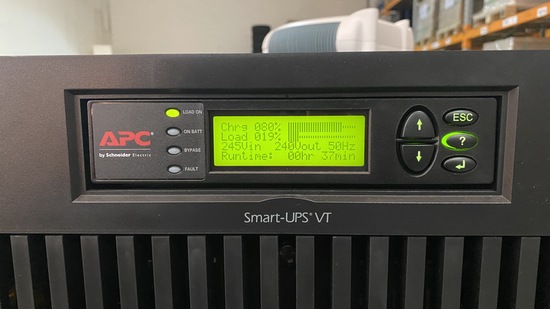 APC
by Schneider Electric
LOAD ON
ON BATT
BYPASS
FAULT
Chrg 080%
Load 019%
245Vin 240Vout 50Hz
Runtime: 00hr 37min
ESC
?
Smart-UPS® VT